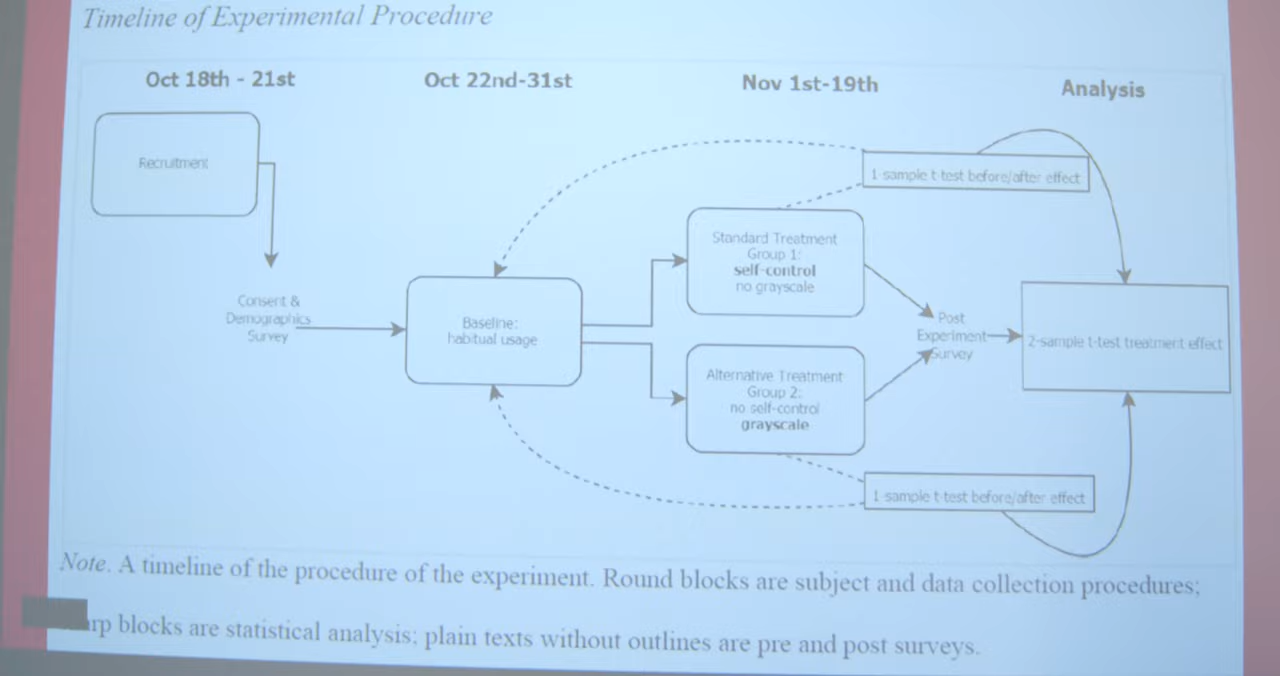 Timeline of Experimental Procedure
Oct 18th - 21st
Oct 22nd-31st
Nov 1st-19th
Analysis
Recruitment
1-sample t-test before/after effect
Standard Treatment
Group 1:
self-control
no grayscale
Consent &
Demographics
Survey
Baseline:
habitual usage
Post
Experiment
Survey
2-sample t-test treatment effect
Alternative Treatment
Group 2:
no self-control
grayscale
1-sample t-test before/after effect
Note. A timeline of the procedure of the experiment. Round blocks are subject and data collection procedures;
rp blocks are statistical analysis; plain texts without outlines are pre and post surveys.